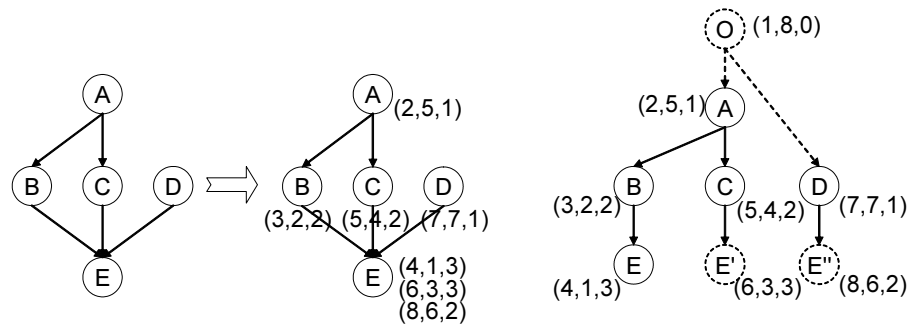 A
B
C
D
E
A
(2,5,1)
B
C
D
(3,2,2)
(5,4,2)
(7,7,1)
E
(4,1,3)
(6,3,3)
(8,6,2)
O
(1,8,0)
(2,5,1)
A
B
C
D
(3,2,2)
(5,4,2)
(7,7,1)
E
E'
E"
(4,1,3)
(6,3,3)
(8,6,2)